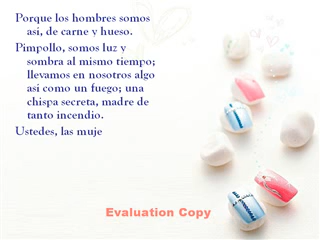 Porque los hombres somos
así, de carne y hueso.
Pimpollo, somos luz y
sombra al mismo tiempo;
llevamos en nosotros algo
así como un fuego; una
chispa secreta, madre de
tanto incendio.
Ustedes, las muje
Evaluation Copy